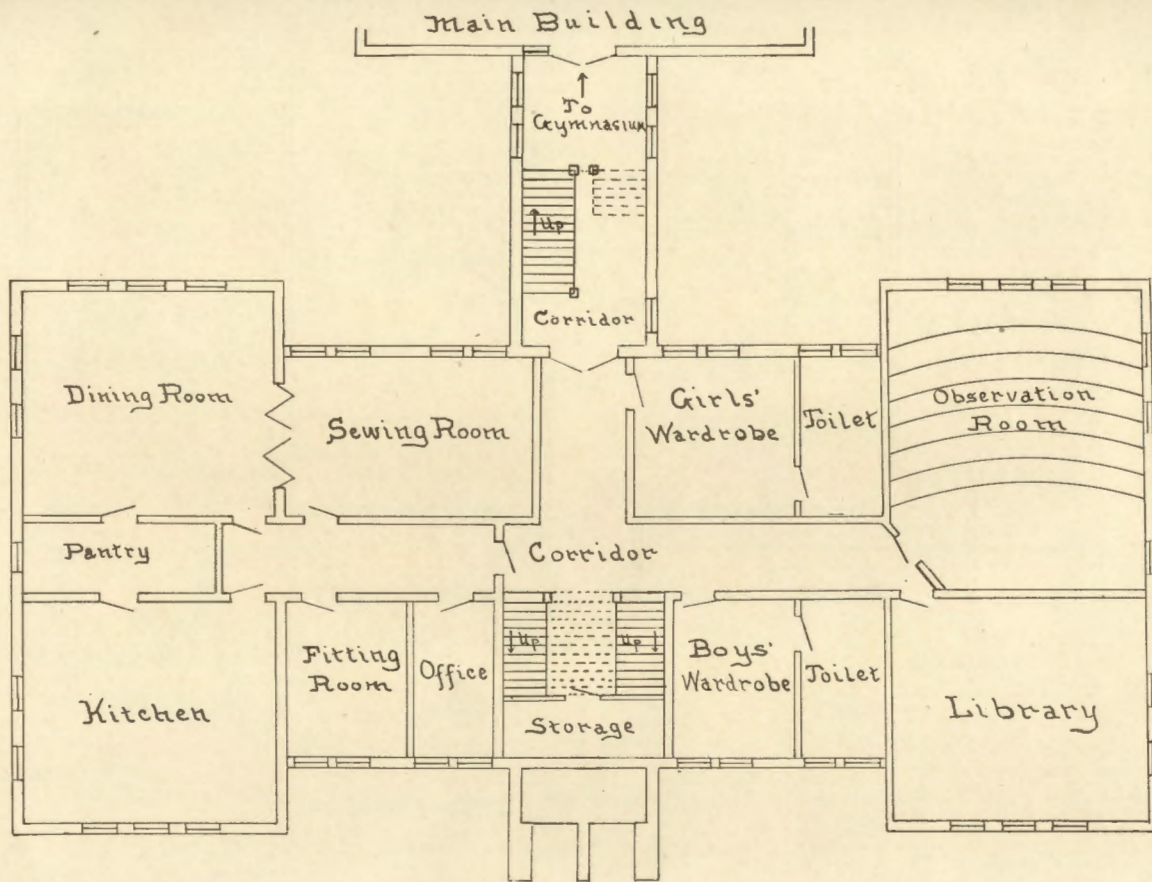 Main Building
To
Gymnasium
Up
Corridor
Dining Room
Sewing Room
Girls'
Wardrobe
Toilet
Observation
Room
Pantry
Corridor
Kitchen
Fitting
Room
Office
Up
Up
Storage
Boys'
Wardrobe
Toilet
Library